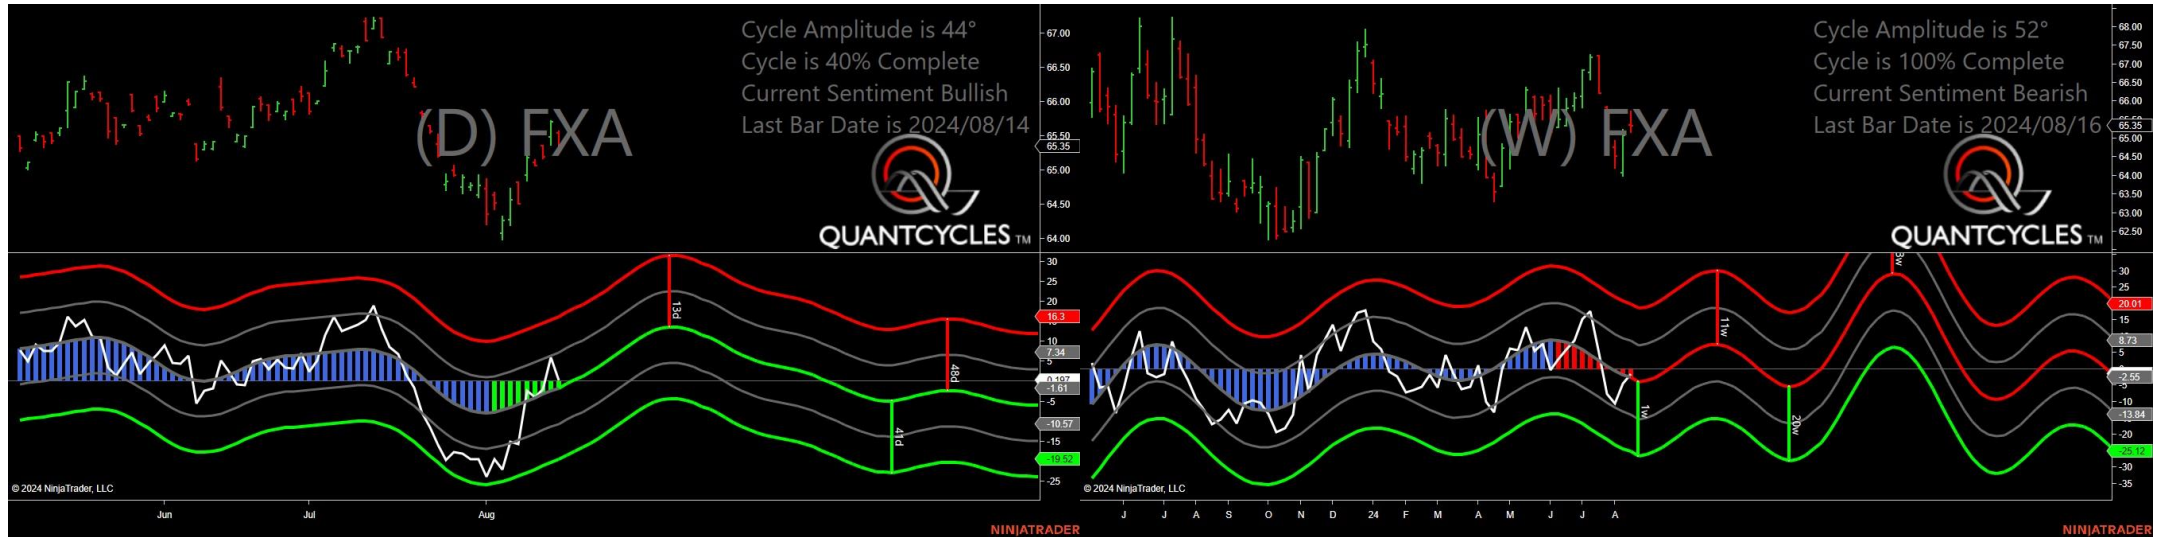 Cycle Amplitude is 44°
Cycle is 40% Complete
Current Sentiment Bullish
Last Bar Date is 2024/08/14
(D) FXA
QUANTCYCLES TM
67.00
66.50
66.00
65.50
65.35
65.00
64.50
64.00
30
25
20
16.3
10
7.34
5
0.197
-1.61
-5
-10.57
-15
-19.52
-25
13d
48d
41d
© 2024 NinjaTrader, LLC
Jun Jul Aug
NINJATRADER
Cycle Amplitude is 52°
Cycle is 100% Complete
Current Sentiment Bearish
Last Bar Date is 2024/08/16
(W) FXA
QUANTCYCLES TM
68.00
67.50
67.00
66.50
66.00
65.35
65.00
64.50
64.00
63.50
63.00
62.50
30
25
20.01
15
8.73
5
-2.55
-5
-10
-13.84
-20
-25.12
-30
-35
11w
1w
20w
© 2024 NinjaTrader, LLC
J J A S O N D 24 F M A M J J A
NINJATRADER